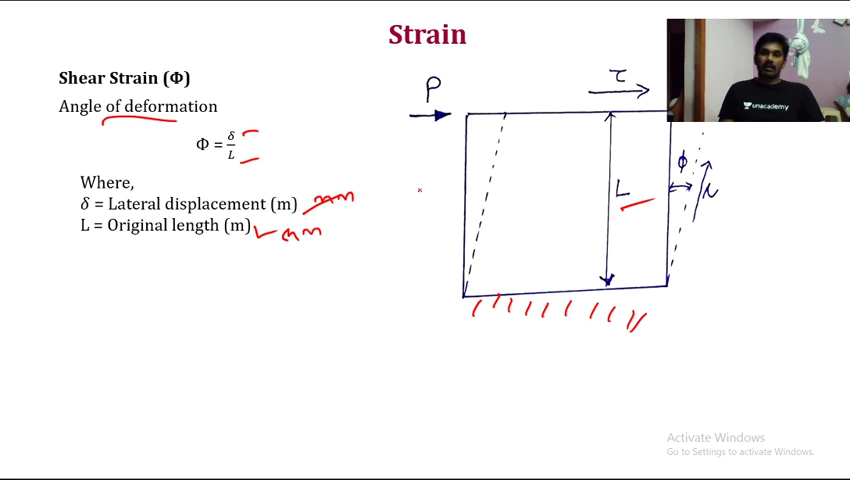 Strain
Shear Strain (Φ)
Angle of deformation
Φ = δ/L
Where,
δ = Lateral displacement (m) mm
L = Original length (m) mm
P
τ
L
ϕ
unacademy
Activate Windows
Go to Settings to activate Windows.